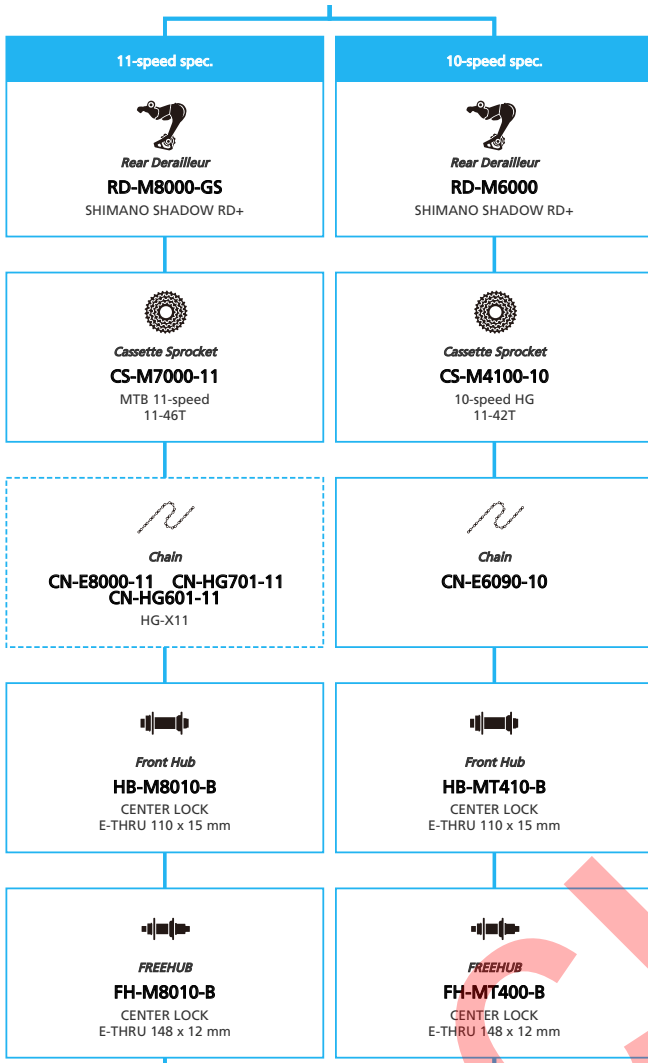 11-speed spec.
Rear Derailleur
RD-M8000-GS
SHIMANO SHADOW RD+
Cassette Sprocket
CS-M7000-11
MTB 11-speed
11-46T
Chain
CN-E8000-11 CN-HG701-11
CN-HG601-11
HG-X11
Front Hub
HB-M8010-B
CENTER LOCK
E-THRU 110 x 15 mm
FREEHUB
FH-M8010-B
CENTER LOCK
E-THRU 148 x 12 mm
10-speed spec.
Rear Derailleur
RD-M6000
SHIMANO SHADOW RD+
Cassette Sprocket
CS-M4100-10
10-speed HG
11-42T
Chain
CN-E6090-10
Front Hub
HB-MT410-B
CENTER LOCK
E-THRU 110 x 15 mm
FREEHUB
FH-MT400-B
CENTER LOCK
E-THRU 148 x 12 mm